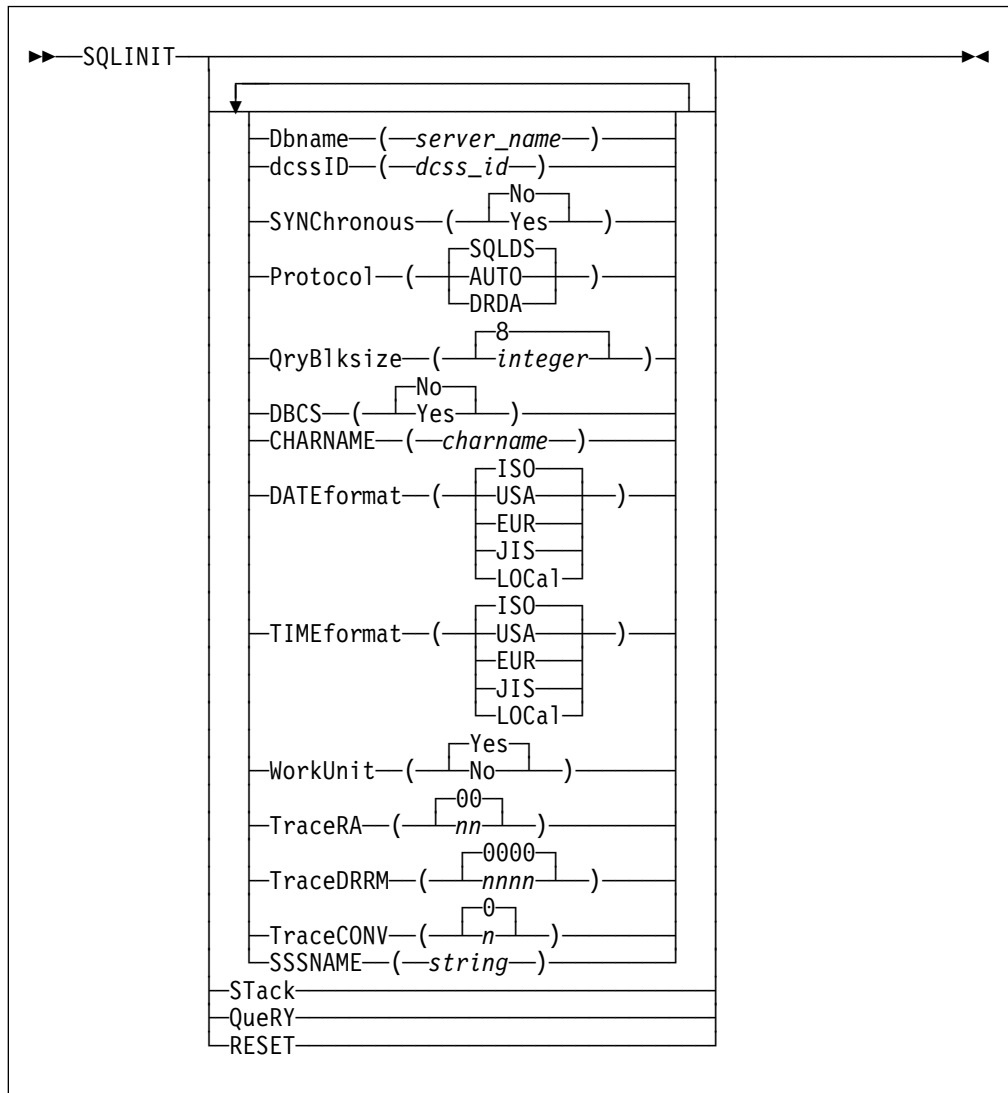 SQLINIT
Dbname ( server_name )
dcssID ( dcss_id )
No
SYNChronous ( Yes )
SQLDS
Protocol ( AUTO )
DRDA
8
QryBlksize ( integer )
No
DBCS ( Yes )
CHARNAME ( charname )
ISO
DATEformat ( USA )
EUR
JIS
LOCal
ISO
TIMEformat ( USA )
EUR
JIS
LOCal
Yes
WorkUnit ( No )
00
TraceRA ( nn )
0000
TraceDRRM ( nnnn )
0
TraceCONV ( n )
SSSNAME ( string )
STack
QueRY
RESET